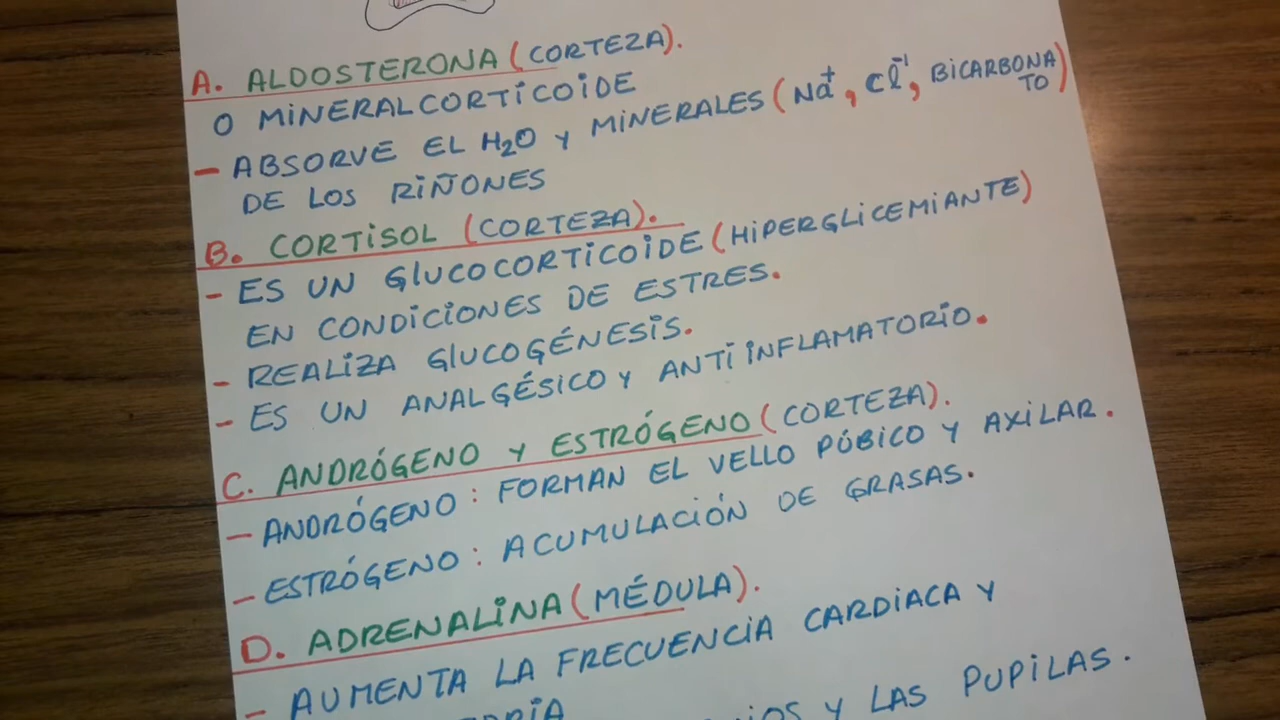 A. ALDOSTERONA (CORTEZA).
O MINERALCORTICOIDE
- ABSORVE EL H₂O Y MINERALES (Na⁺, Cl⁻¹, BICARBONA
TO)
DE LOS RIÑONES
B. CORTISOL (CORTEZA).
- ES UN GLUCOCORTICOIDE (HIPERGLICEMIANTE)
EN CONDICIONES DE ESTRES.
- REALIZA GLUCOGÉNESIS.
- ES UN ANALGÉSICO Y ANTIINFLAMATORIO.
C. ANDRÓGENO Y ESTRÓGENO (CORTEZA).
- ANDRÓGENO: FORMAN EL VELLO PÚBICO Y AXILAR.
- ESTRÓGENO: ACUMULACIÓN DE GRASAS.
D. ADRENALINA (MÉDULA).
- AUMENTA LA FRECUENCIA CARDIACA Y
Y LAS PUPILAS.